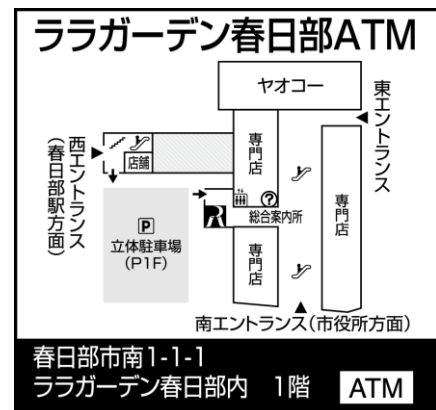 ララガーデン春日部ATM
ヤオコー
東エントランス
西エントランス
(春日部駅方面)
店舗
専門店
?
総合案内所
専門店
P
立体駐車場
(P1F)
専門店
南エントランス(市役所方面)
春日部市南1-1-1
ララガーデン春日部内 1階 ATM